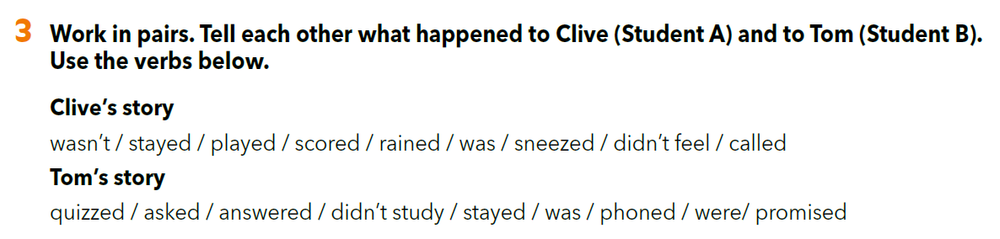 3 Work in pairs. Tell each other what happened to Clive (Student A) and to Tom (Student B).
Use the verbs below.
Clive’s story
wasn’t / stayed / played / scored / rained / was / sneezed / didn’t feel / called
Tom’s story
quizzed / asked / answered / didn’t study / stayed / was / phoned / were/ promised